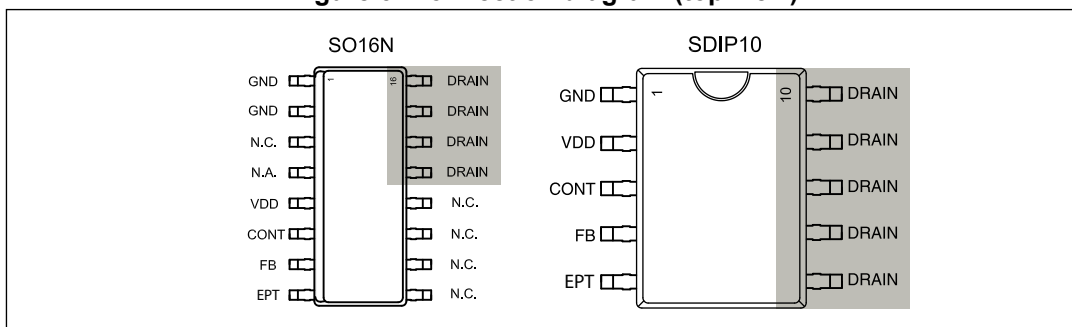 SO16N
GND 1 16 DRAIN
GND DRAIN
N.C. DRAIN
N.A. DRAIN
VDD N.C.
CONT N.C.
FB N.C.
EPT N.C.
SDIP10
GND 1 10 DRAIN
VDD DRAIN
CONT DRAIN
FB DRAIN
EPT DRAIN